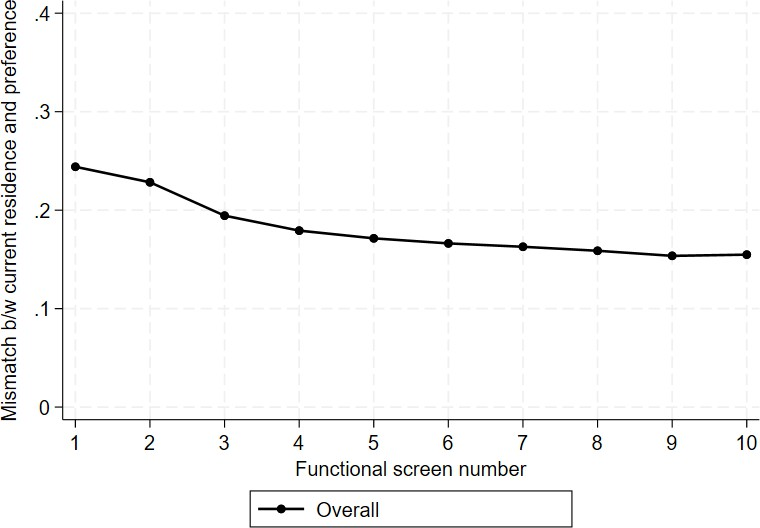 Mismatch b/w current residence and preference
.4
.3
.2
.1
0
1 2 3 4 5 6 7 8 9 10
Functional screen number
Overall